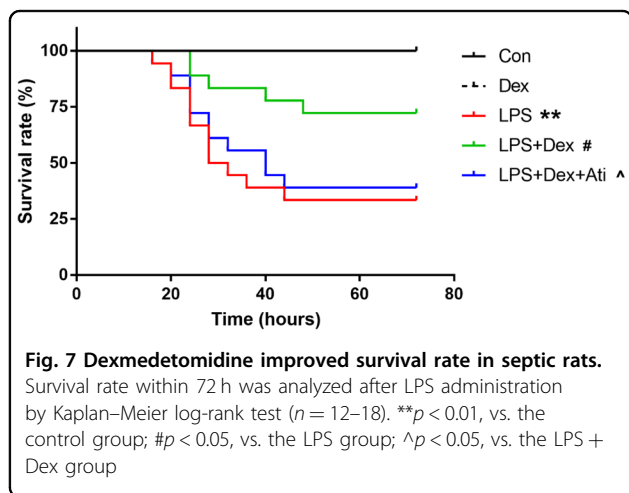 100
75
50
25
0
Survival rate (%)
0 20 40 60 80
Time (hours)
Con
Dex
LPS **
LPS+Dex #
LPS+Dex+Ati ^
Fig. 7 Dexmedetomidine improved survival rate in septic rats.
Survival rate within 72 h was analyzed after LPS administration
by Kaplan–Meier log-rank test (n = 12–18). **p < 0.01, vs. the
control group; #p < 0.05, vs. the LPS group; ^p < 0.05, vs. the LPS +
Dex group